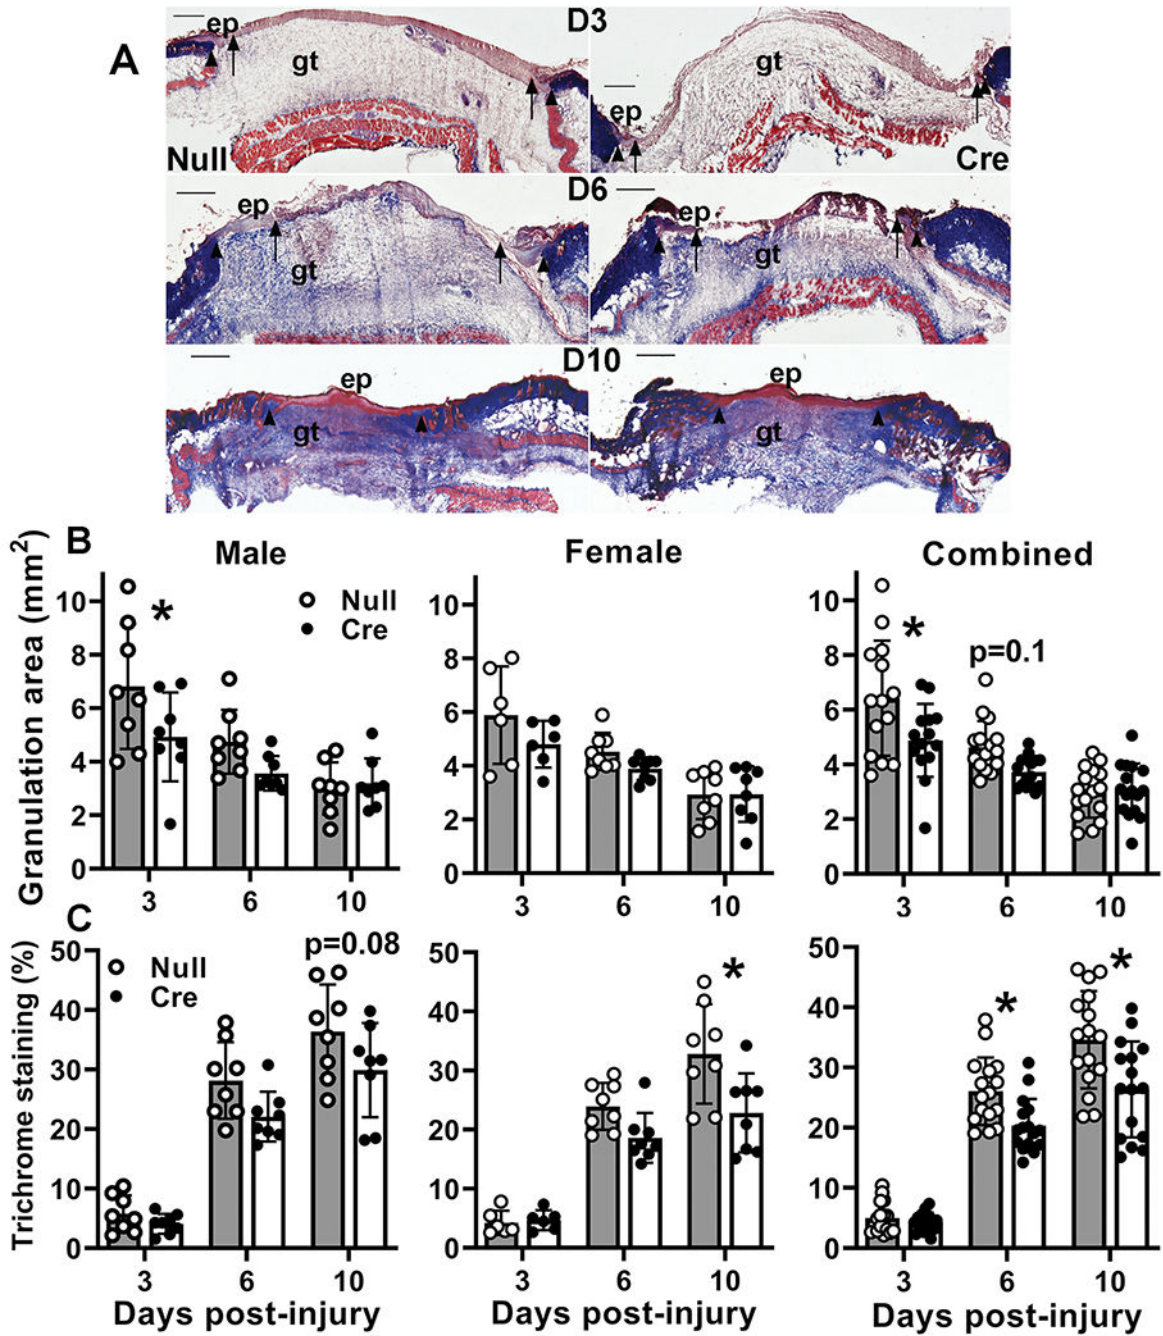 A
D3
ep
gt
Null
gt
ep
Cre
D6
ep
gt
ep
gt
D10
ep
gt
ep
gt
B
Male
Female
Combined
Granulation area (mm2)
10
8
6
4
2
0
Null
Cre
*
3
6
10
10
8
6
4
2
0
3
6
10
10
8
6
4
2
0
*
p=0.1
3
6
10
C
Trichrome staining (%)
50
40
30
20
10
0
Null
Cre
p=0.08
3
6
10
Days post-injury
50
40
30
20
10
0
*
3
6
10
Days post-injury
50
40
30
20
10
0
*
*
3
6
10
Days post-injury